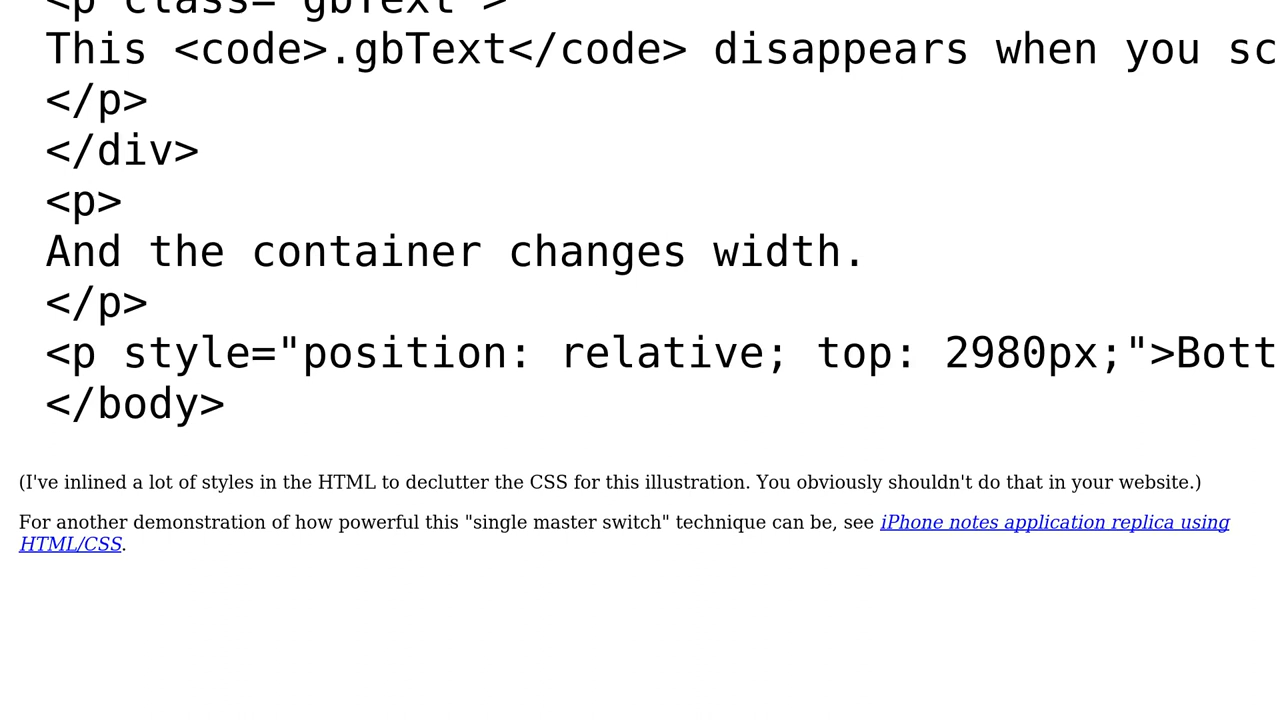 <p class="gbText">
This <code>.gbText</code> disappears when you sc
</p>
</div>
<p>
And the container changes width.
</p>
<p style="position: relative; top: 2980px;">Bott
</body>
(I've inlined a lot of styles in the HTML to declutter the CSS for this illustration. You obviously shouldn't do that in your website.)
For another demonstration of how powerful this "single master switch" technique can be, see iPhone notes application replica using
HTML/CSS.